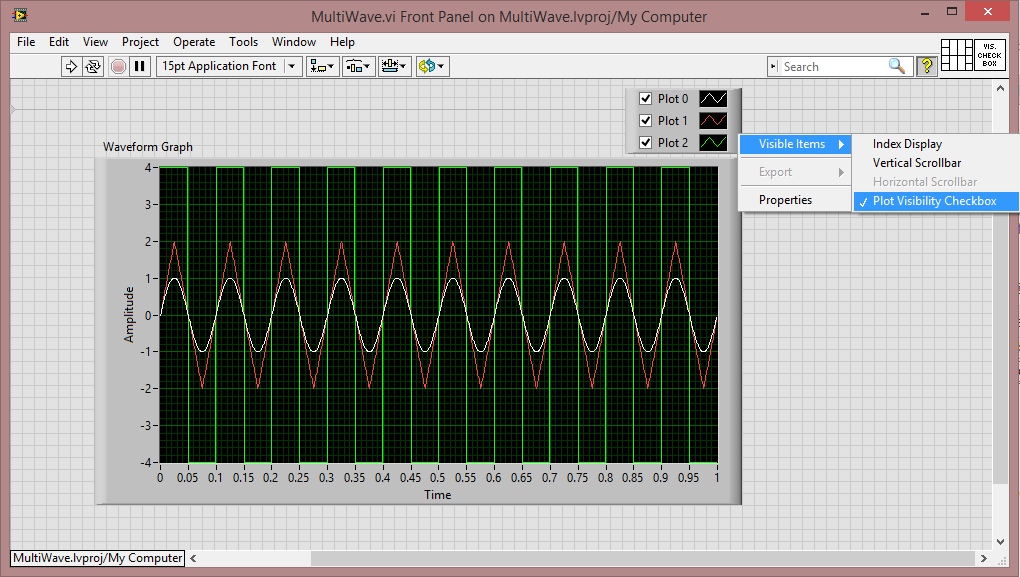 MultiWave.vi Front Panel on MultiWave.lvproj/My Computer
File Edit View Project Operate Tools Window Help
15pt Application Font
Search
?
VIS.
CHECK
BOX
Plot 0
Plot 1
Plot 2
Visible Items
Export
Properties
Index Display
Vertical Scrollbar
Horizontal Scrollbar
✓ Plot Visibility Checkbox
Waveform Graph
Amplitude
4
3
2
1
0
-1
-2
-3
-4
0 0.05 0.1 0.15 0.2 0.25 0.3 0.35 0.4 0.45 0.5 0.55 0.6 0.65 0.7 0.75 0.8 0.85 0.9 0.95 1
Time
MultiWave.lvproj/My Computer